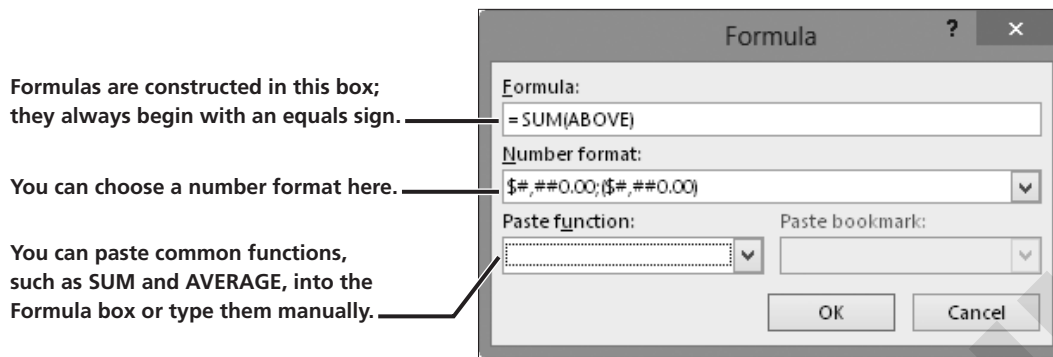 Formula ? ×
Formulas are constructed in this box;
they always begin with an equals sign.
Formula:
=SUM(ABOVE)
Number format:
You can choose a number format here.
$#,##0.00;($#,##0.00)
Paste function: Paste bookmark:
You can paste common functions,
such as SUM and AVERAGE, into the
Formula box or type them manually.
OK Cancel